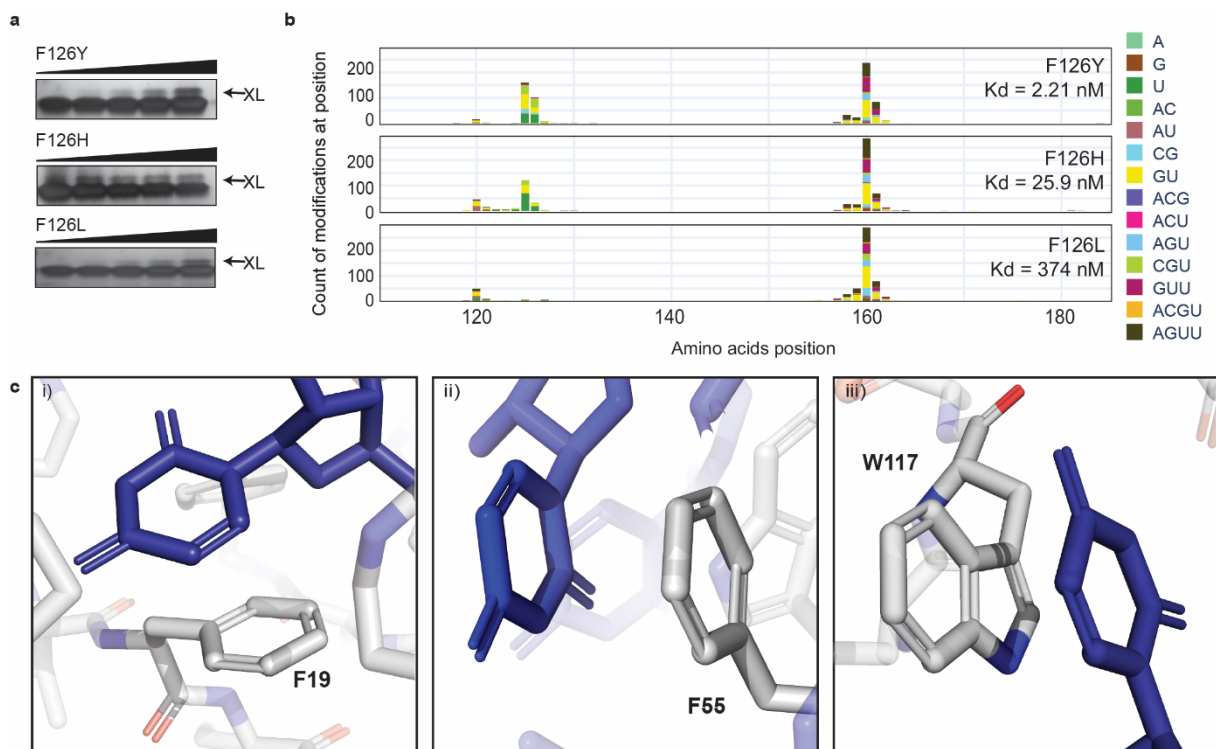 a
F126Y
XL
F126H
XL
F126L
XL
b
Count of modifications at position
200
100
0
F126Y
Kd = 2.21 nM
200
100
0
F126H
Kd = 25.9 nM
200
100
0
F126L
Kd = 374 nM
120
140
160
180
Amino acids position
A
G
U
AC
AU
CG
GU
ACG
ACU
AGU
CGU
GUU
ACGU
AGUU
c
i)
F19
ii)
F55
iii)
W117